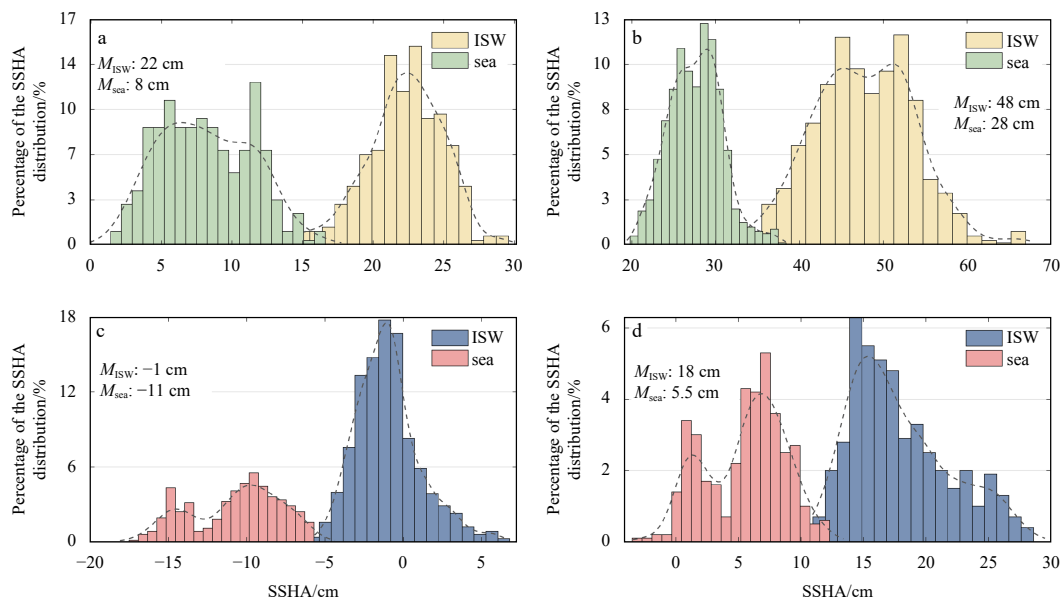 Percentage of the SSHA
distribution/%
17
14
10
7
3
0
a
M_ISW: 22 cm
M_sea: 8 cm
ISW
sea
0 5 10 15 20 25 30
Percentage of the SSHA
distribution/%
13
10
8
5
3
0
b
ISW
sea
M_ISW: 48 cm
M_sea: 28 cm
20 30 40 50 60 70
Percentage of the SSHA
distribution/%
18
12
6
0
c
M_ISW: −1 cm
M_sea: −11 cm
ISW
sea
−20 −15 −10 −5 0 5
SSHA/cm
Percentage of the SSHA
distribution/%
6
4
2
0
d
M_ISW: 18 cm
M_sea: 5.5 cm
ISW
sea
0 5 10 15 20 25 30
SSHA/cm